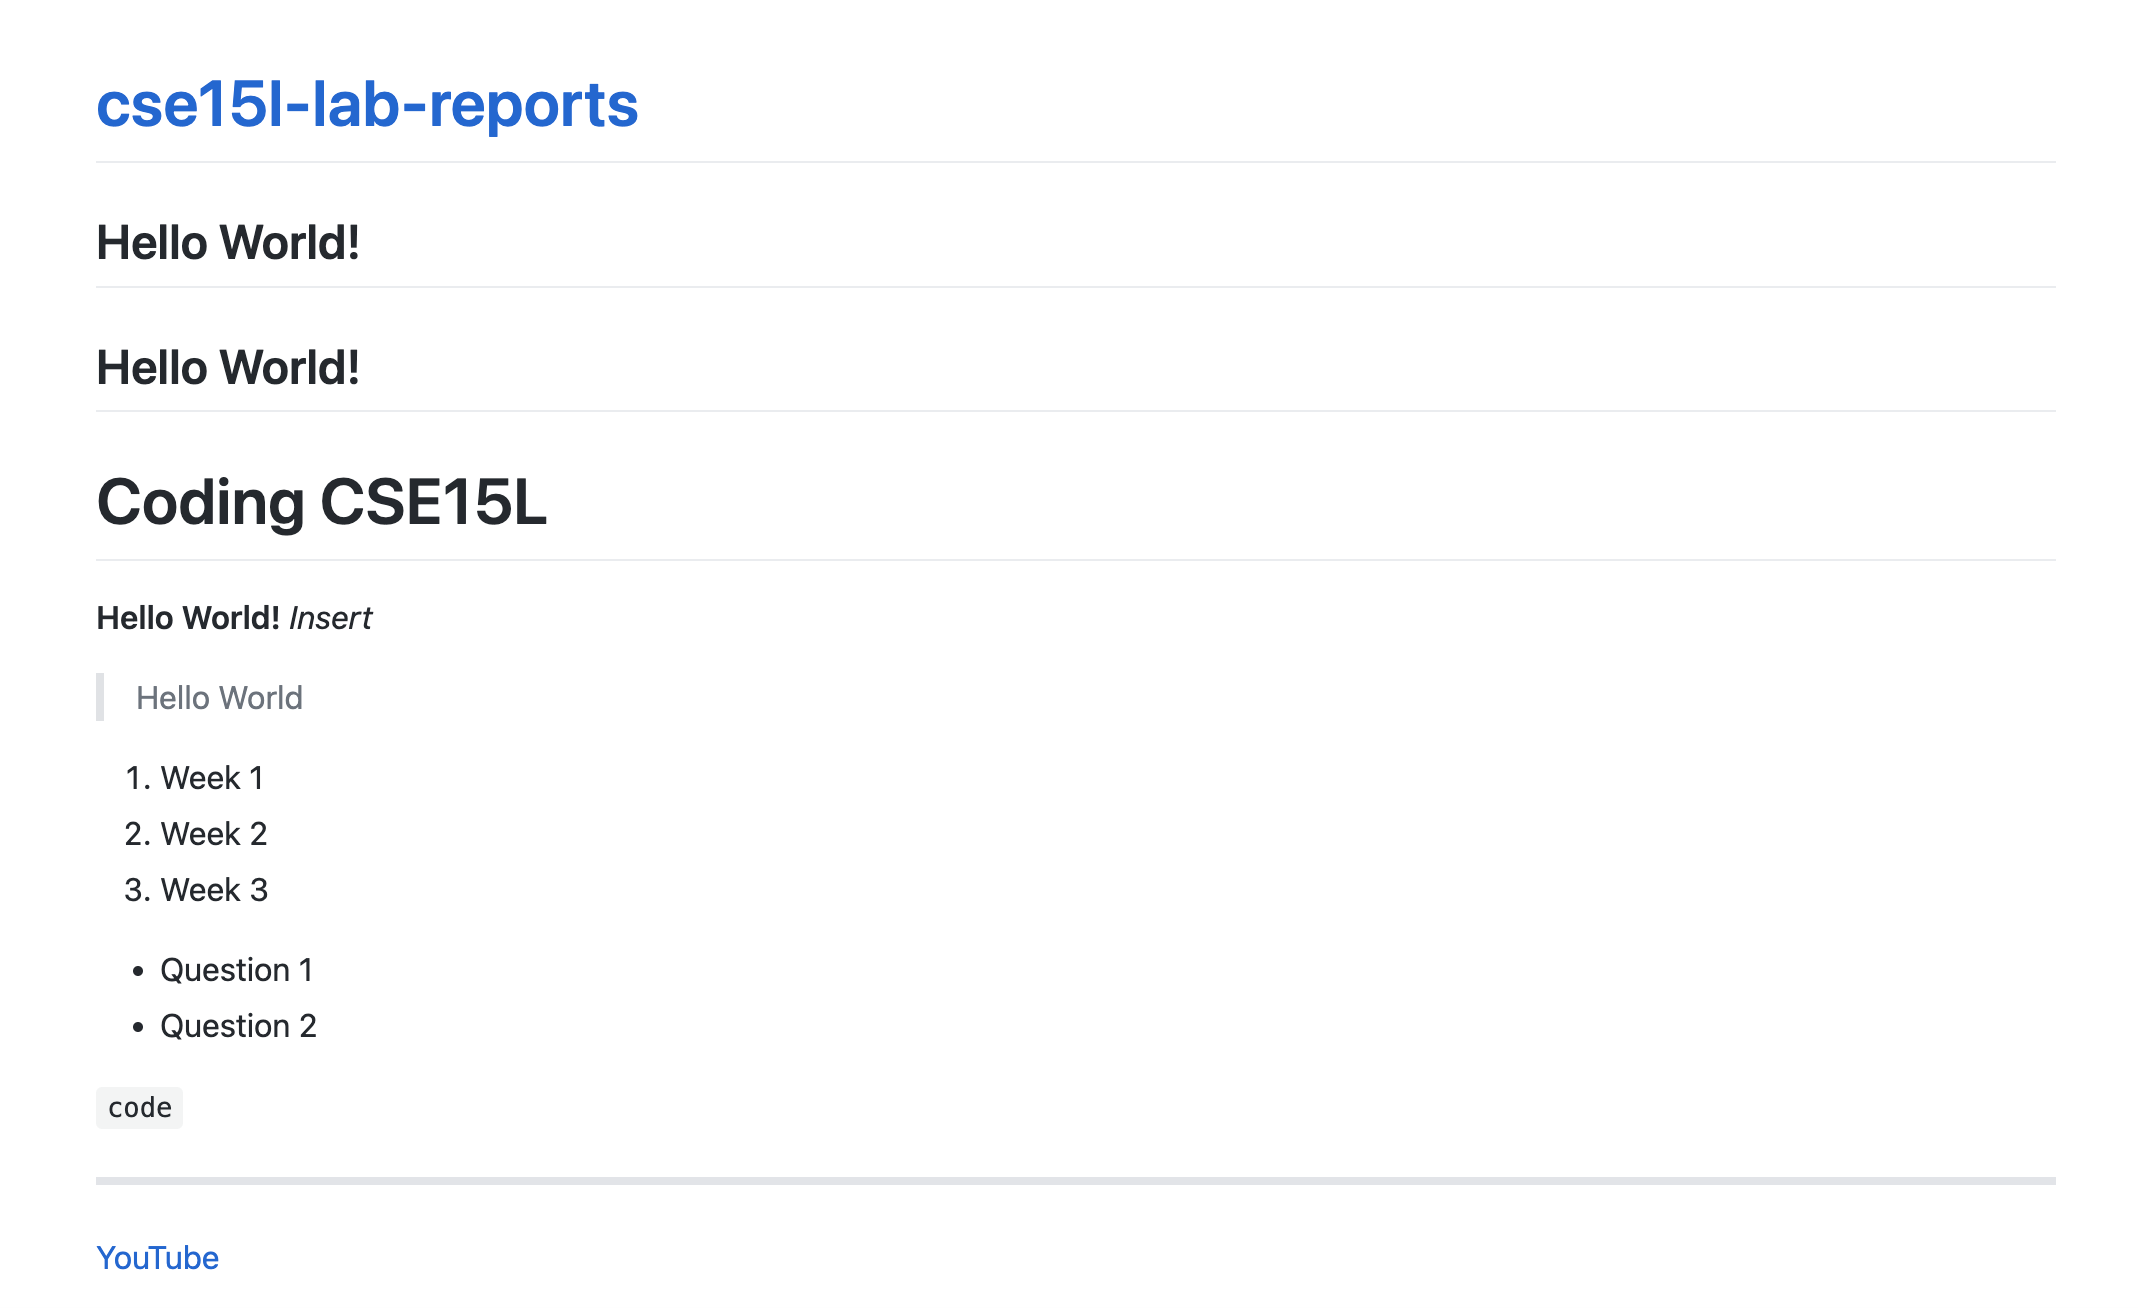 cse15l-lab-reports
Hello World!
Hello World!
Coding CSE15L
Hello World! Insert
Hello World
1. Week 1
2. Week 2
3. Week 3
• Question 1
• Question 2
code
YouTube